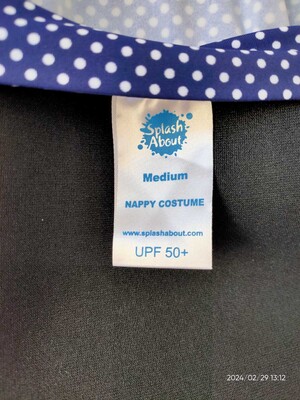 Splash
About
Medium
NAPPY COSTUME
www.splashabout.com
UPF 50+
2024/02/29 13:12